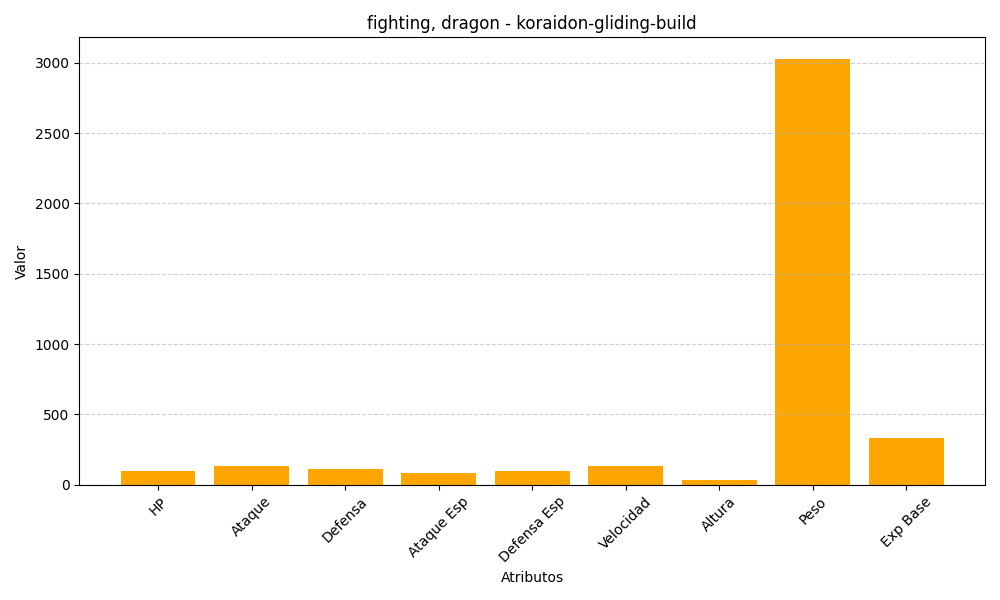 fighting, dragon - koraidon-gliding-build
3000
2500
2000
1500
1000
500
0
Valor
HP
Ataque
Defensa
Ataque Esp
Defensa Esp
Velocidad
Altura
Peso
Exp Base
Atributos